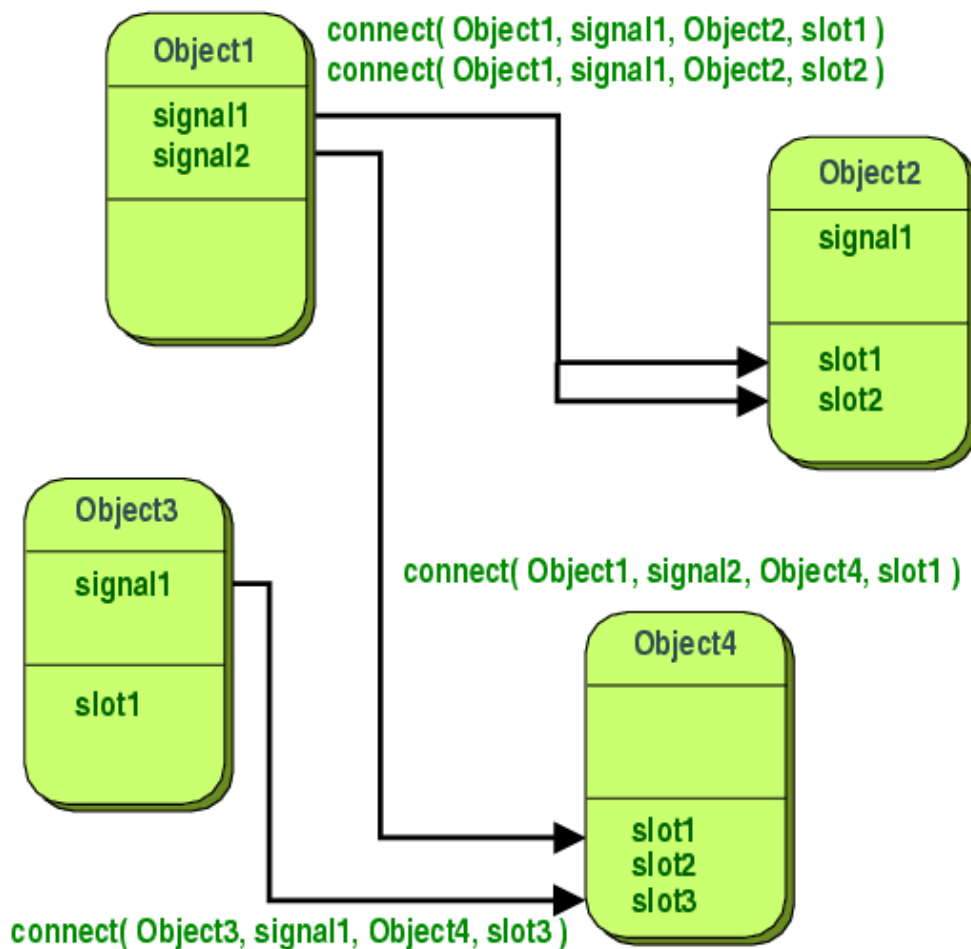 connect( Object1, signal1, Object2, slot1 )
connect( Object1, signal1, Object2, slot2 )
Object1
signal1
signal2
Object2
signal1
slot1
slot2
Object3
signal1
slot1
connect( Object1, signal2, Object4, slot1 )
Object4
slot1
slot2
slot3
connect( Object3, signal1, Object4, slot3 )